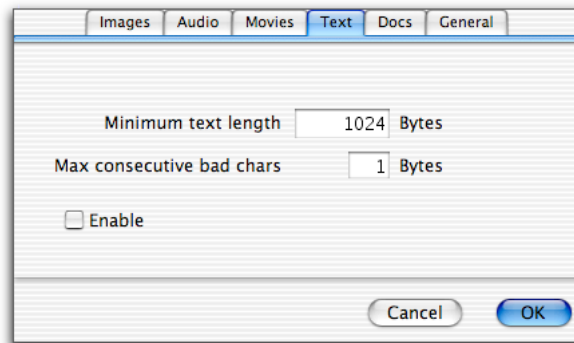 Images Audio Movies Text Docs General
Minimum text length 1024 Bytes
Max consecutive bad chars 1 Bytes
Enable
Cancel OK